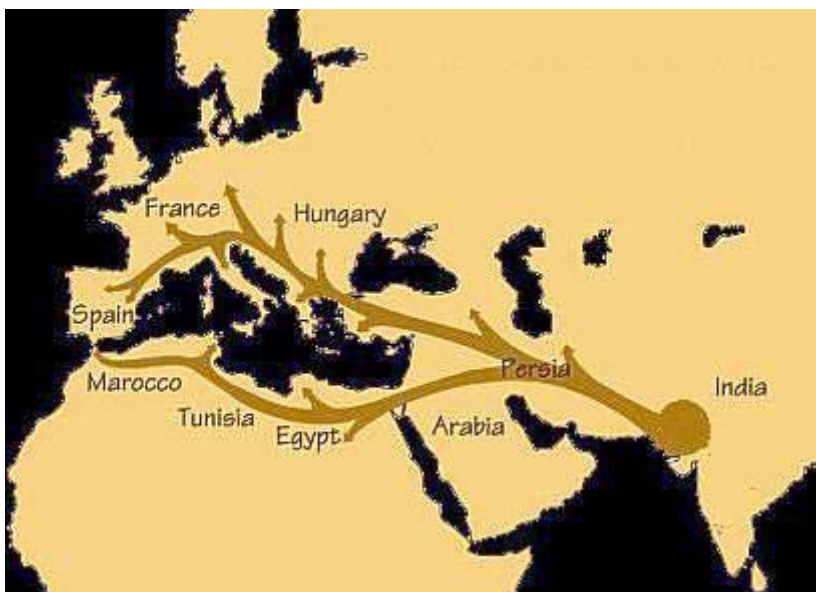 France
Hungary
Spain
Persia
Marocco
India
Tunisia
Egypt
Arabia